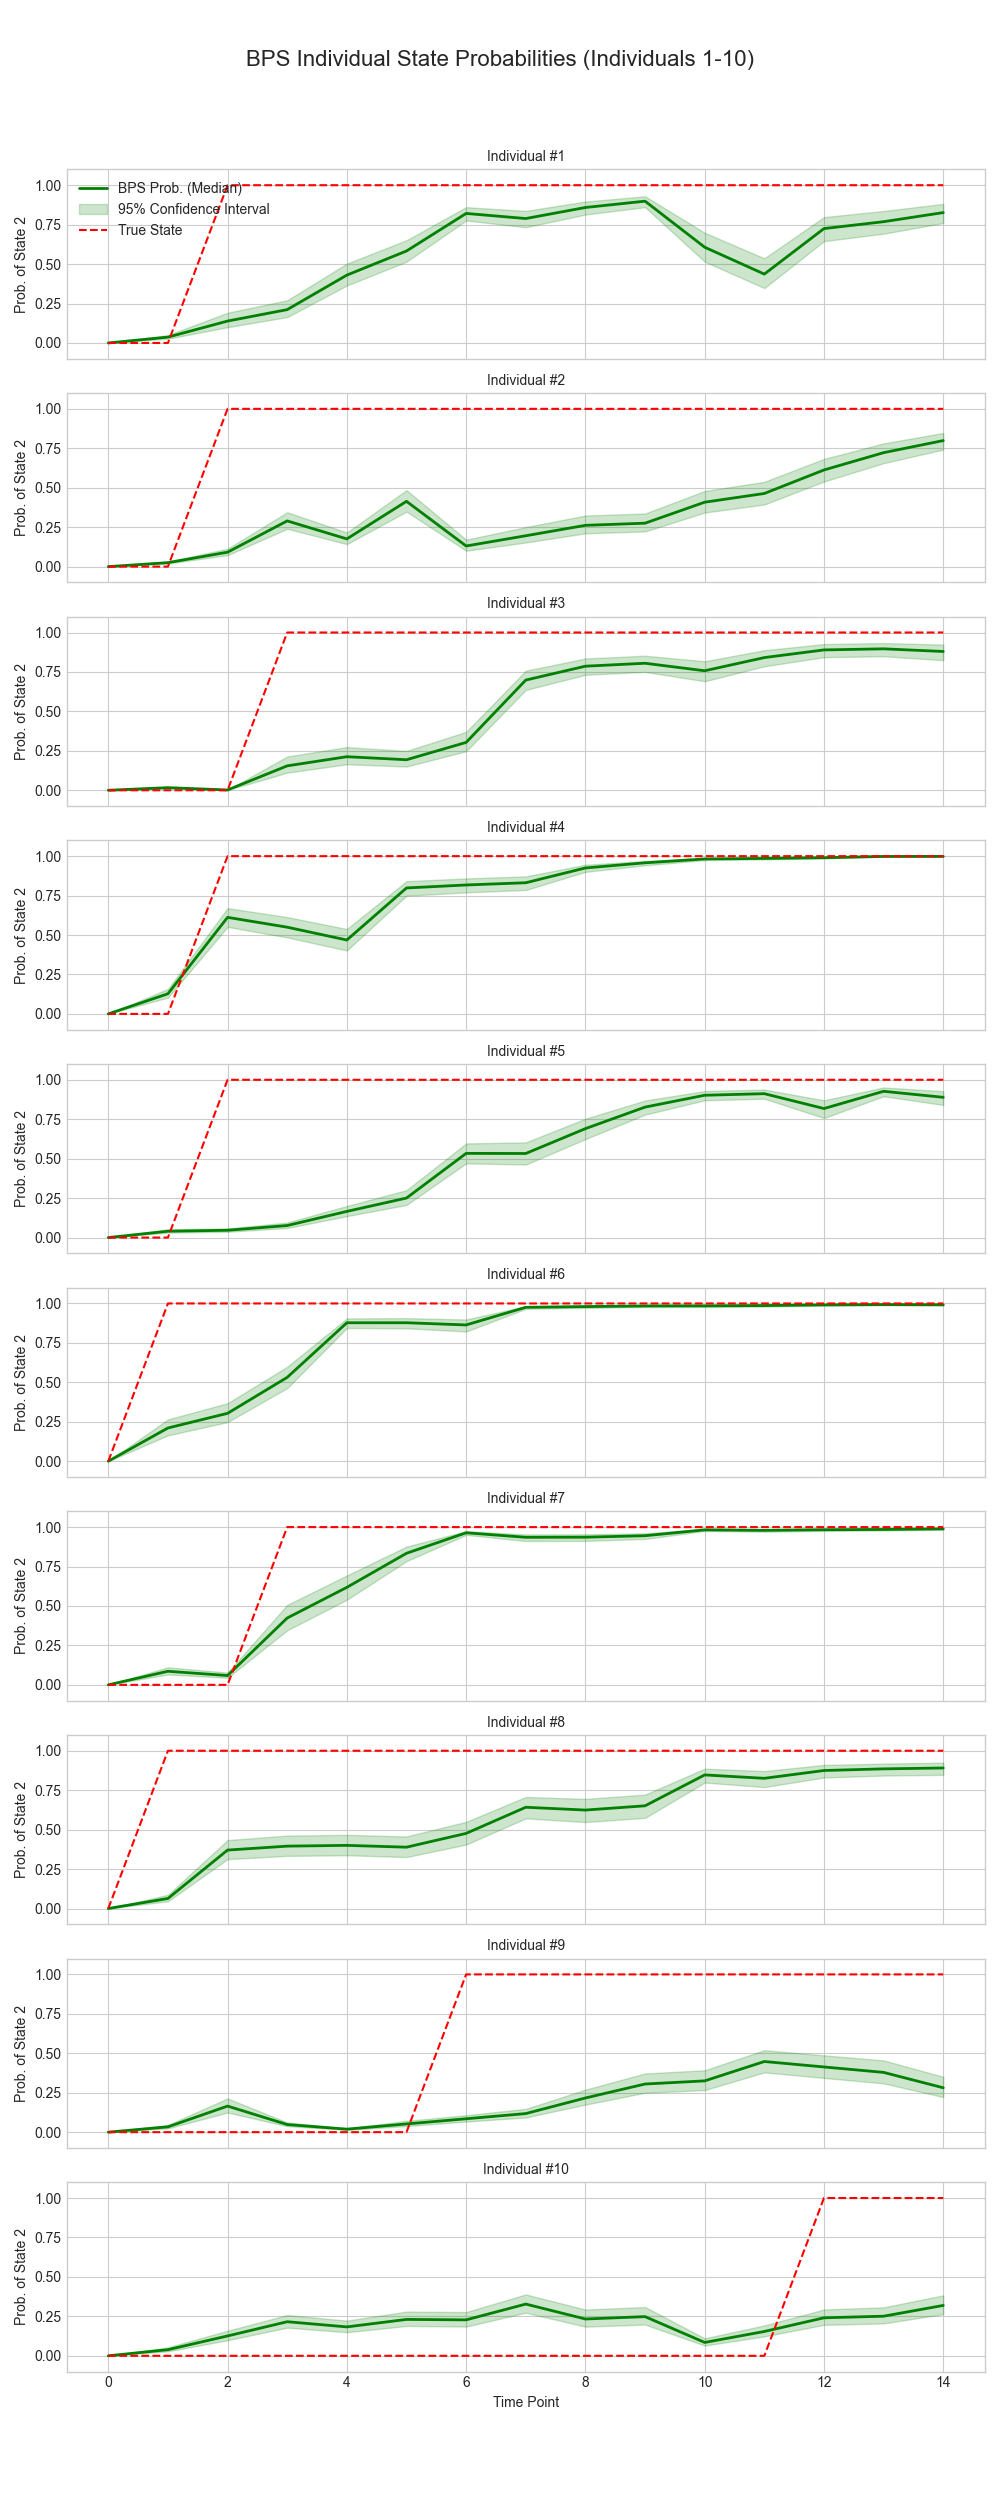 BPS Individual State Probabilities (Individuals 1-10)
Individual #1
Prob. of State 2
1.00
0.75
0.50
0.25
0.00
BPS Prob. (Median)
95% Confidence Interval
True State
Individual #2
Prob. of State 2
1.00
0.75
0.50
0.25
0.00
Individual #3
Prob. of State 2
1.00
0.75
0.50
0.25
0.00
Individual #4
Prob. of State 2
1.00
0.75
0.50
0.25
0.00
Individual #5
Prob. of State 2
1.00
0.75
0.50
0.25
0.00
Individual #6
Prob. of State 2
1.00
0.75
0.50
0.25
0.00
Individual #7
Prob. of State 2
1.00
0.75
0.50
0.25
0.00
Individual #8
Prob. of State 2
1.00
0.75
0.50
0.25
0.00
Individual #9
Prob. of State 2
1.00
0.75
0.50
0.25
0.00
Individual #10
Prob. of State 2
1.00
0.75
0.50
0.25
0.00
0 2 4 6 8 10 12 14
Time Point